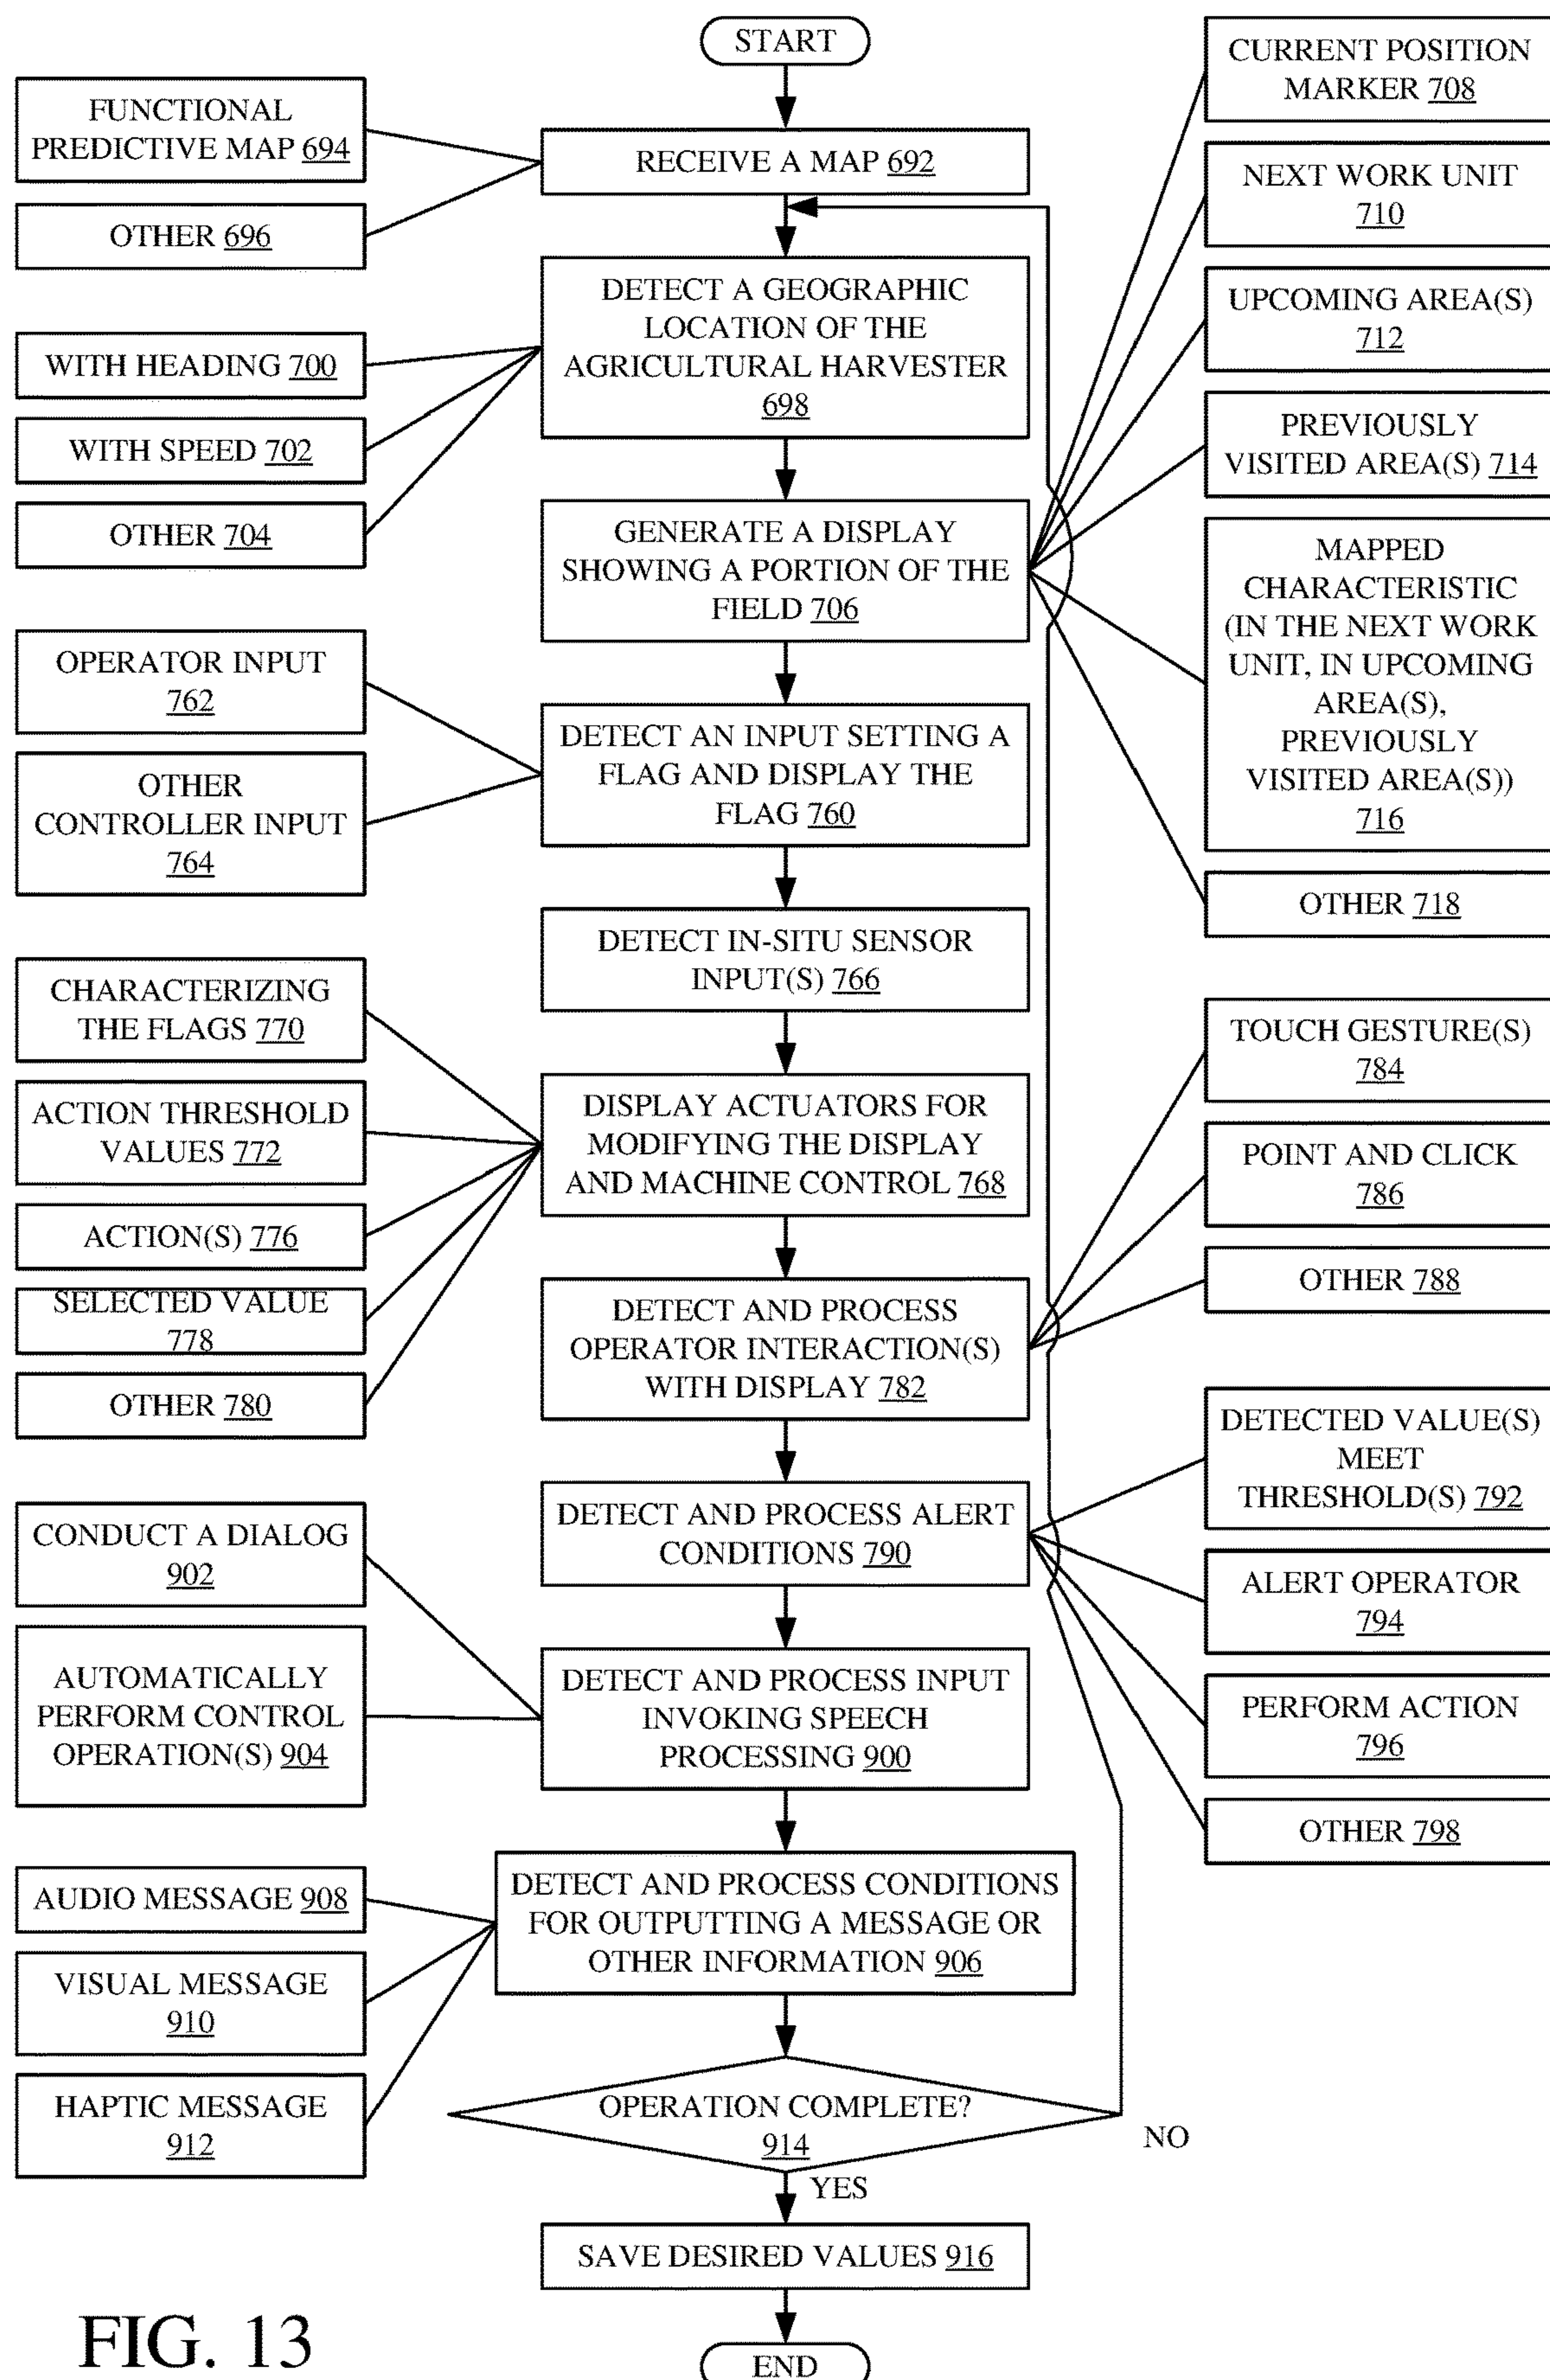 START
RECEIVE A MAP 692
FUNCTIONAL
PREDICTIVE MAP 694
OTHER 696
DETECT A GEOGRAPHIC
LOCATION OF THE
AGRICULTURAL HARVESTER
698
WITH HEADING 700
WITH SPEED 702
OTHER 704
GENERATE A DISPLAY
SHOWING A PORTION OF THE
FIELD 706
CURRENT POSITION
MARKER 708
NEXT WORK UNIT
710
UPCOMING AREA(S)
712
PREVIOUSLY
VISITED AREA(S) 714
MAPPED
CHARACTERISTIC
(IN THE NEXT WORK
UNIT, IN UPCOMING
AREA(S),
PREVIOUSLY
VISITED AREA(S))
716
OTHER 718
DETECT AN INPUT SETTING A
FLAG AND DISPLAY THE
FLAG 760
OPERATOR INPUT
762
OTHER
CONTROLLER INPUT
764
DETECT IN-SITU SENSOR
INPUT(S) 766
DISPLAY ACTUATORS FOR
MODIFYING THE DISPLAY
AND MACHINE CONTROL 768
CHARACTERIZING
THE FLAGS 770
ACTION THRESHOLD
VALUES 772
ACTION(S) 776
SELECTED VALUE
778
OTHER 780
DETECT AND PROCESS
OPERATOR INTERACTION(S)
WITH DISPLAY 782
TOUCH GESTURE(S)
784
POINT AND CLICK
786
OTHER 788
DETECT AND PROCESS ALERT
CONDITIONS 790
DETECTED VALUE(S)
MEET
THRESHOLD(S) 792
ALERT OPERATOR
794
PERFORM ACTION
796
OTHER 798
DETECT AND PROCESS INPUT
INVOKING SPEECH
PROCESSING 900
CONDUCT A DIALOG
902
AUTOMATICALLY
PERFORM CONTROL
OPERATION(S) 904
DETECT AND PROCESS CONDITIONS
FOR OUTPUTTING A MESSAGE OR
OTHER INFORMATION 906
AUDIO MESSAGE 908
VISUAL MESSAGE
910
HAPTIC MESSAGE
912
OPERATION COMPLETE?
914
NO
YES
SAVE DESIRED VALUES 916
END
FIG. 13